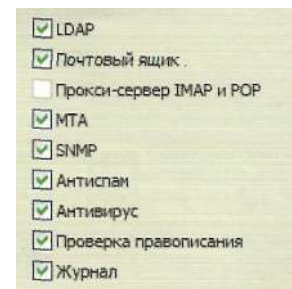 LDAP
Почтовый ящик .
Прокси-сервер IMAP и POP
MTA
SNMP
Антиспам
Антивирус
Проверка правописания
Журнал